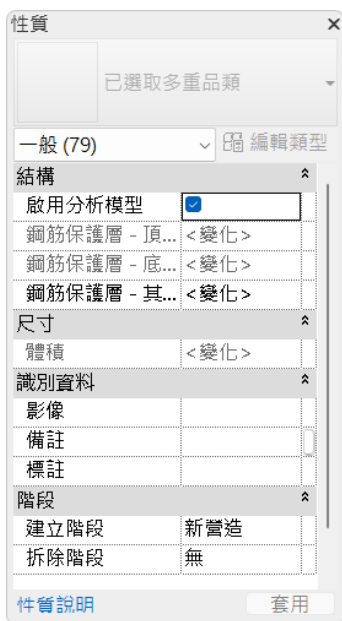 性質
已選取多重品類
一般 (79)
編輯類型
結構
啟用分析模型
鋼筋保護層 - 頂... <變化>
鋼筋保護層 - 底... <變化>
鋼筋保護層 - 其... <變化>
尺寸
體積 <變化>
識別資料
影像
備註
標註
階段
建立階段 新營造
拆除階段 無
性質說明
套用